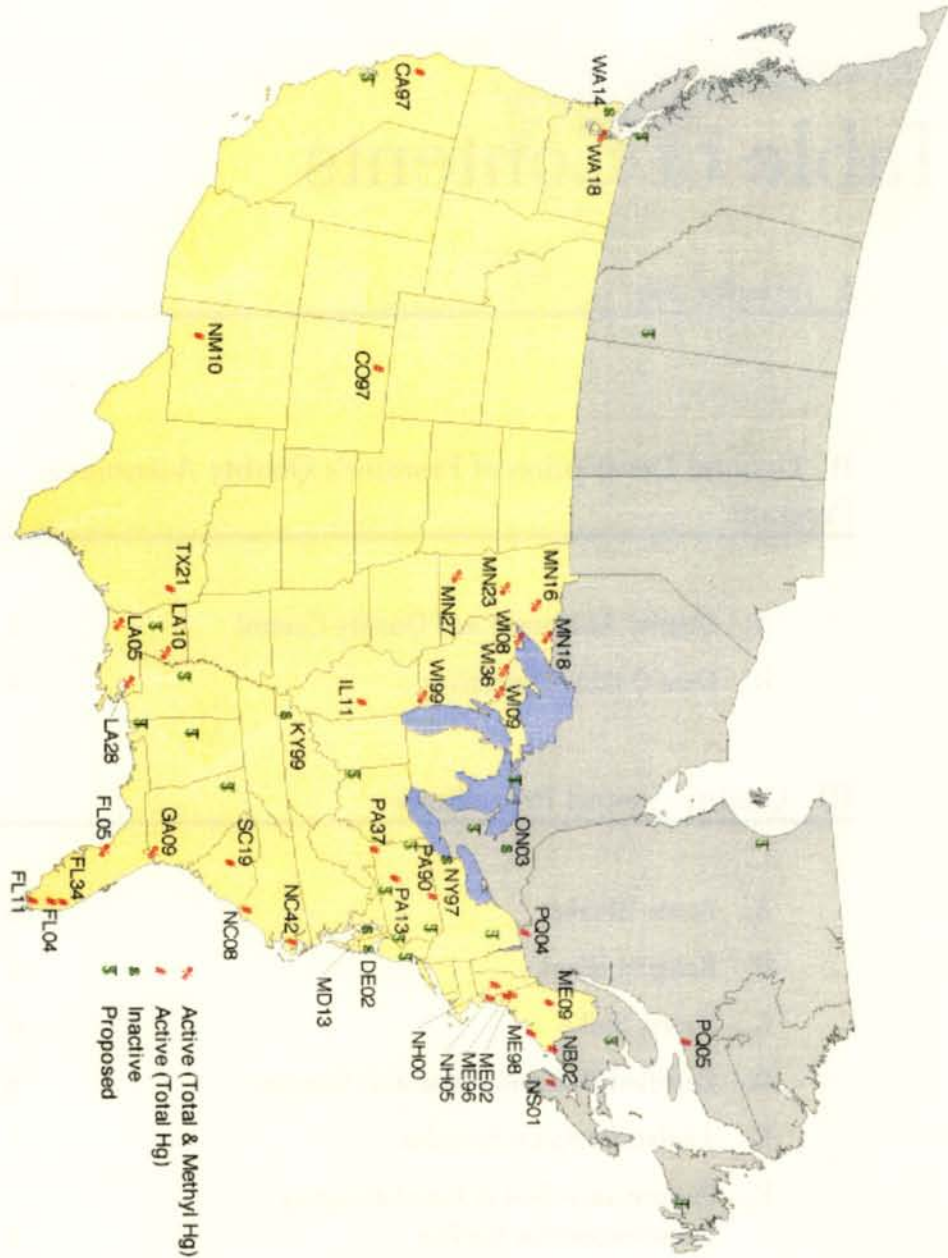 WA14
WA18
CA97
NM10
CO97
TX21
LA10
LA05
LA28
MN16
MN18
MN23
MN27
WI08
WI36
WI09
WI99
IL11
KY99
ON03
PA37
PA90
PA13
NY97
PQ04
PQ05
ME09
NB02
NS01
ME98
ME02
ME96
NH05
NH00
DE02
MD13
NC42
NC08
SC19
GA09
FL05
FL34
FL04
FL11
Active (Total & Methyl Hg)
Active (Total Hg)
Inactive
Proposed